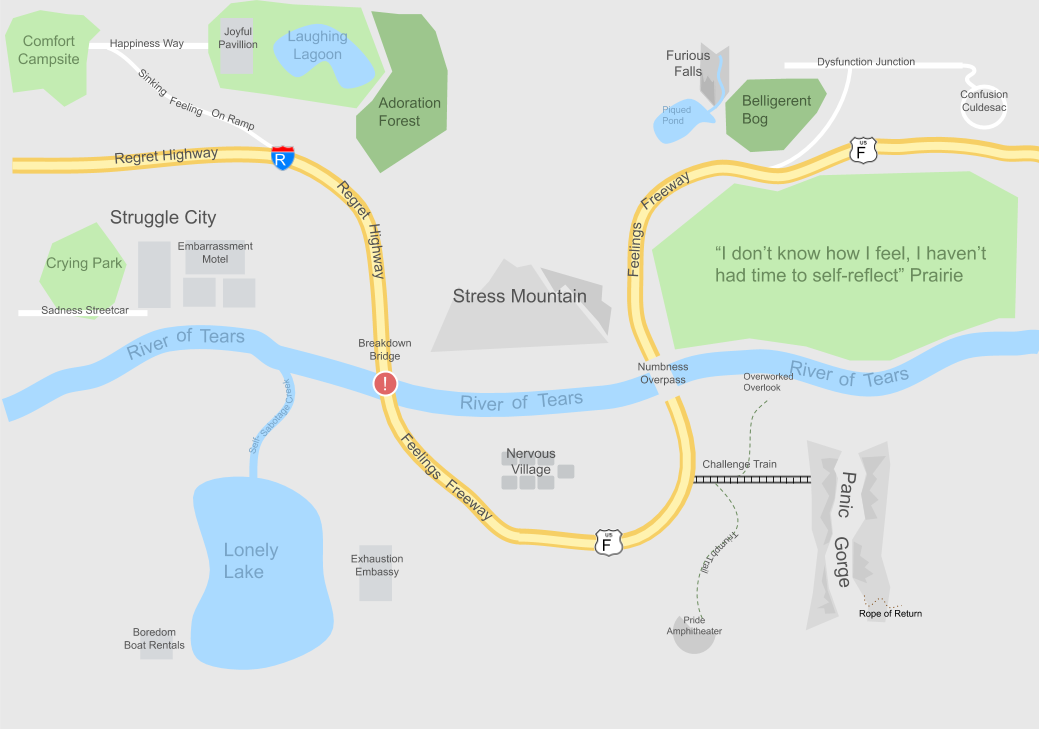 Comfort
Campsite
Happiness Way
Joyful
Pavillion
Laughing
Lagoon
Adoration
Forest
Sinking Feeling On Ramp
Regret Highway
R
Regret Highway
Furious
Falls
Piqued
Pond
Belligerent
Bog
Dysfunction Junction
Confusion
Culdesac
US
F
Feelings Freeway
Struggle City
Crying Park
Embarrassment
Motel
Sadness Streetcar
Stress Mountain
“I don’t know how I feel, I haven’t
had time to self-reflect” Prairie
River of Tears
Breakdown
Bridge
!
River of Tears
Numbness
Overpass
Overworked
Overlook
River of Tears
Self- Sabotage Creek
Feelings Freeway
Nervous
Village
Challenge Train
Panic Gorge
US
F
Triumph Trail
Lonely
Lake
Exhaustion
Embassy
Boredom
Boat Rentals
Pride
Amphitheater
Rope of Return